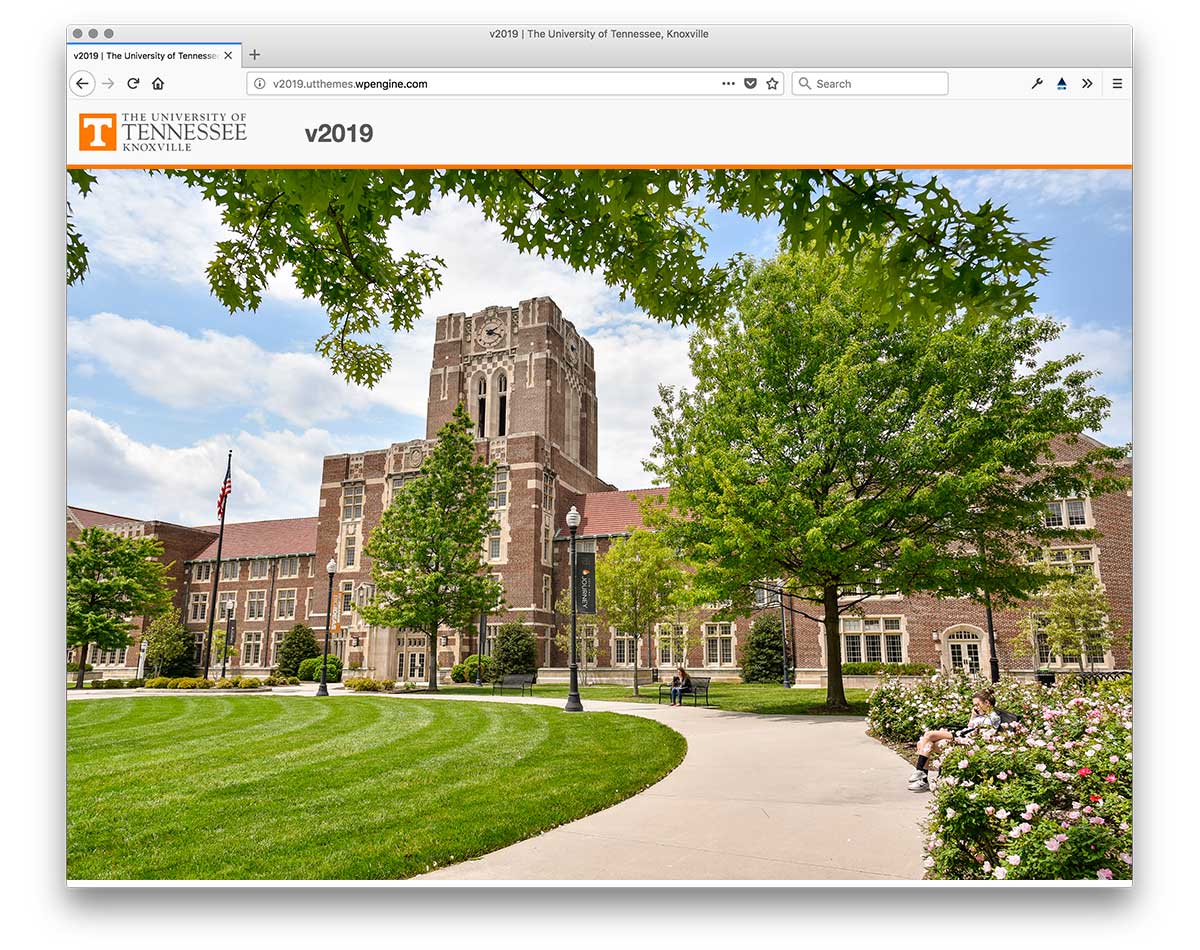 v2019 | The University of Tennessee, Knoxville
v2019 | The University of Tennesse
v2019.utthemes.wpengine.com
Search
T
THE UNIVERSITY OF
TENNESSEE
KNOXVILLE
v2019
JOURNEY